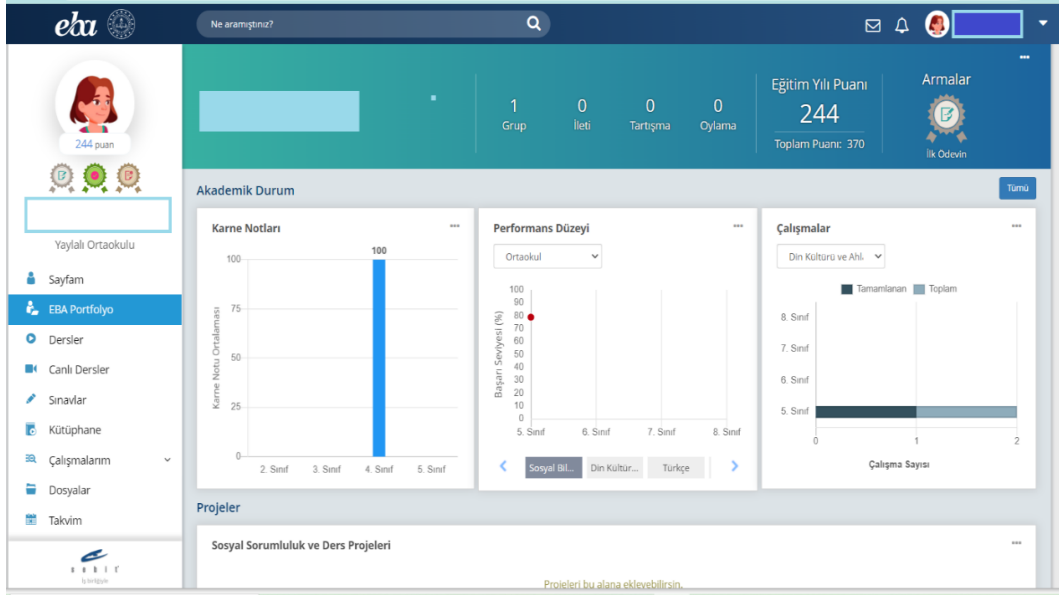 eba
Ne aramıştınız?
244 puan
Yaylalı Ortaokulu
Sayfam
EBA Portfolyo
Dersler
Canlı Dersler
Sınavlar
Kütüphane
Çalışmalarım
Dosyalar
Takvim
sebit
İş birliğiyle
1
Grup
0
İleti
0
Tartışma
0
Oylama
Eğitim Yılı Puanı
244
Toplam Puanı: 370
Armalar
İlk Ödevin
Akademik Durum
Tümü
Karne Notları
Karne Notu Ortalaması
100
75
50
25
0
100
2. Sınıf 3. Sınıf 4. Sınıf 5. Sınıf
Performans Düzeyi
Ortaokul
Başarı Seviyesi (%)
100
90
80
70
60
50
40
30
20
10
0
5. Sınıf 6. Sınıf 7. Sınıf 8. Sınıf
Sosyal Bil... Din Kültür... Türkçe
Çalışmalar
Din Kültürü ve Ahl
Tamamlanan Toplam
8. Sınıf
7. Sınıf
6. Sınıf
5. Sınıf
0 1 2
Çalışma Sayısı
Projeler
Sosyal Sorumluluk ve Ders Projeleri
Projeleri bu alana ekleyebilirsin.